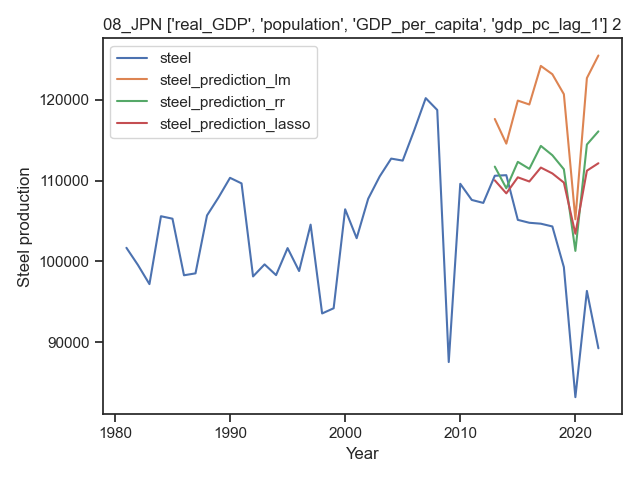 08_JPN ['real_GDP', 'population', 'GDP_per_capita', 'gdp_pc_lag_1'] 2
steel
steel_prediction_lm
steel_prediction_rr
steel_prediction_lasso
Steel production
120000
110000
100000
90000
1980
1990
2000
2010
2020
Year